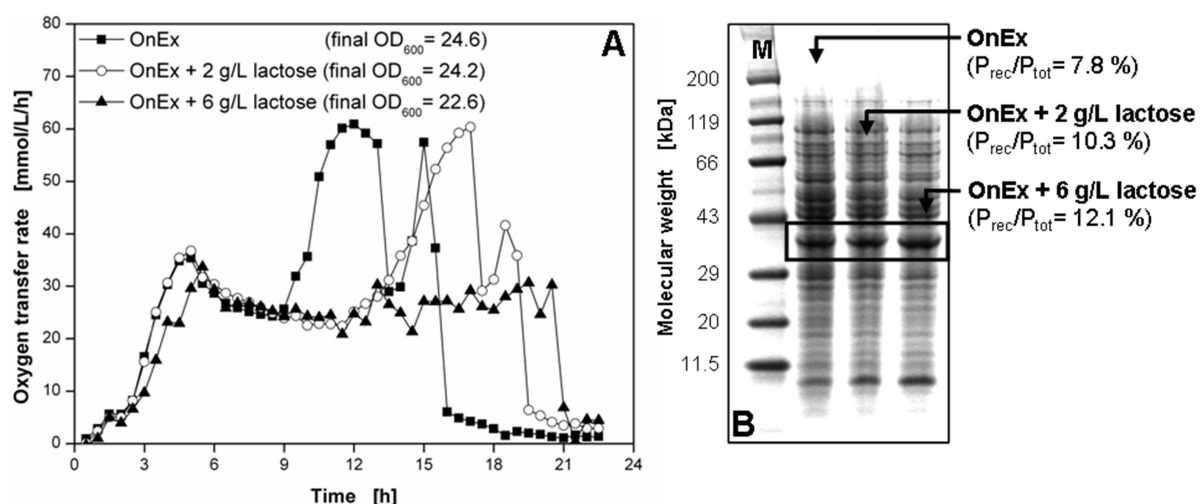 80
70
60
50
40
30
20
10
0
Oxygen transfer rate [mmol/L/h]
OnEx (final OD600 = 24.6)
OnEx + 2 g/L lactose (final OD600 = 24.2)
OnEx + 6 g/L lactose (final OD600 = 22.6)
A
0 3 6 9 12 15 18 21 24
Time [h]
Molecular weight [kDa]
M
200
119
66
43
29
20
11.5
B
OnEx
(Prec/Ptot= 7.8 %)
OnEx + 2 g/L lactose
(Prec/Ptot= 10.3 %)
OnEx + 6 g/L lactose
(Prec/Ptot= 12.1 %)